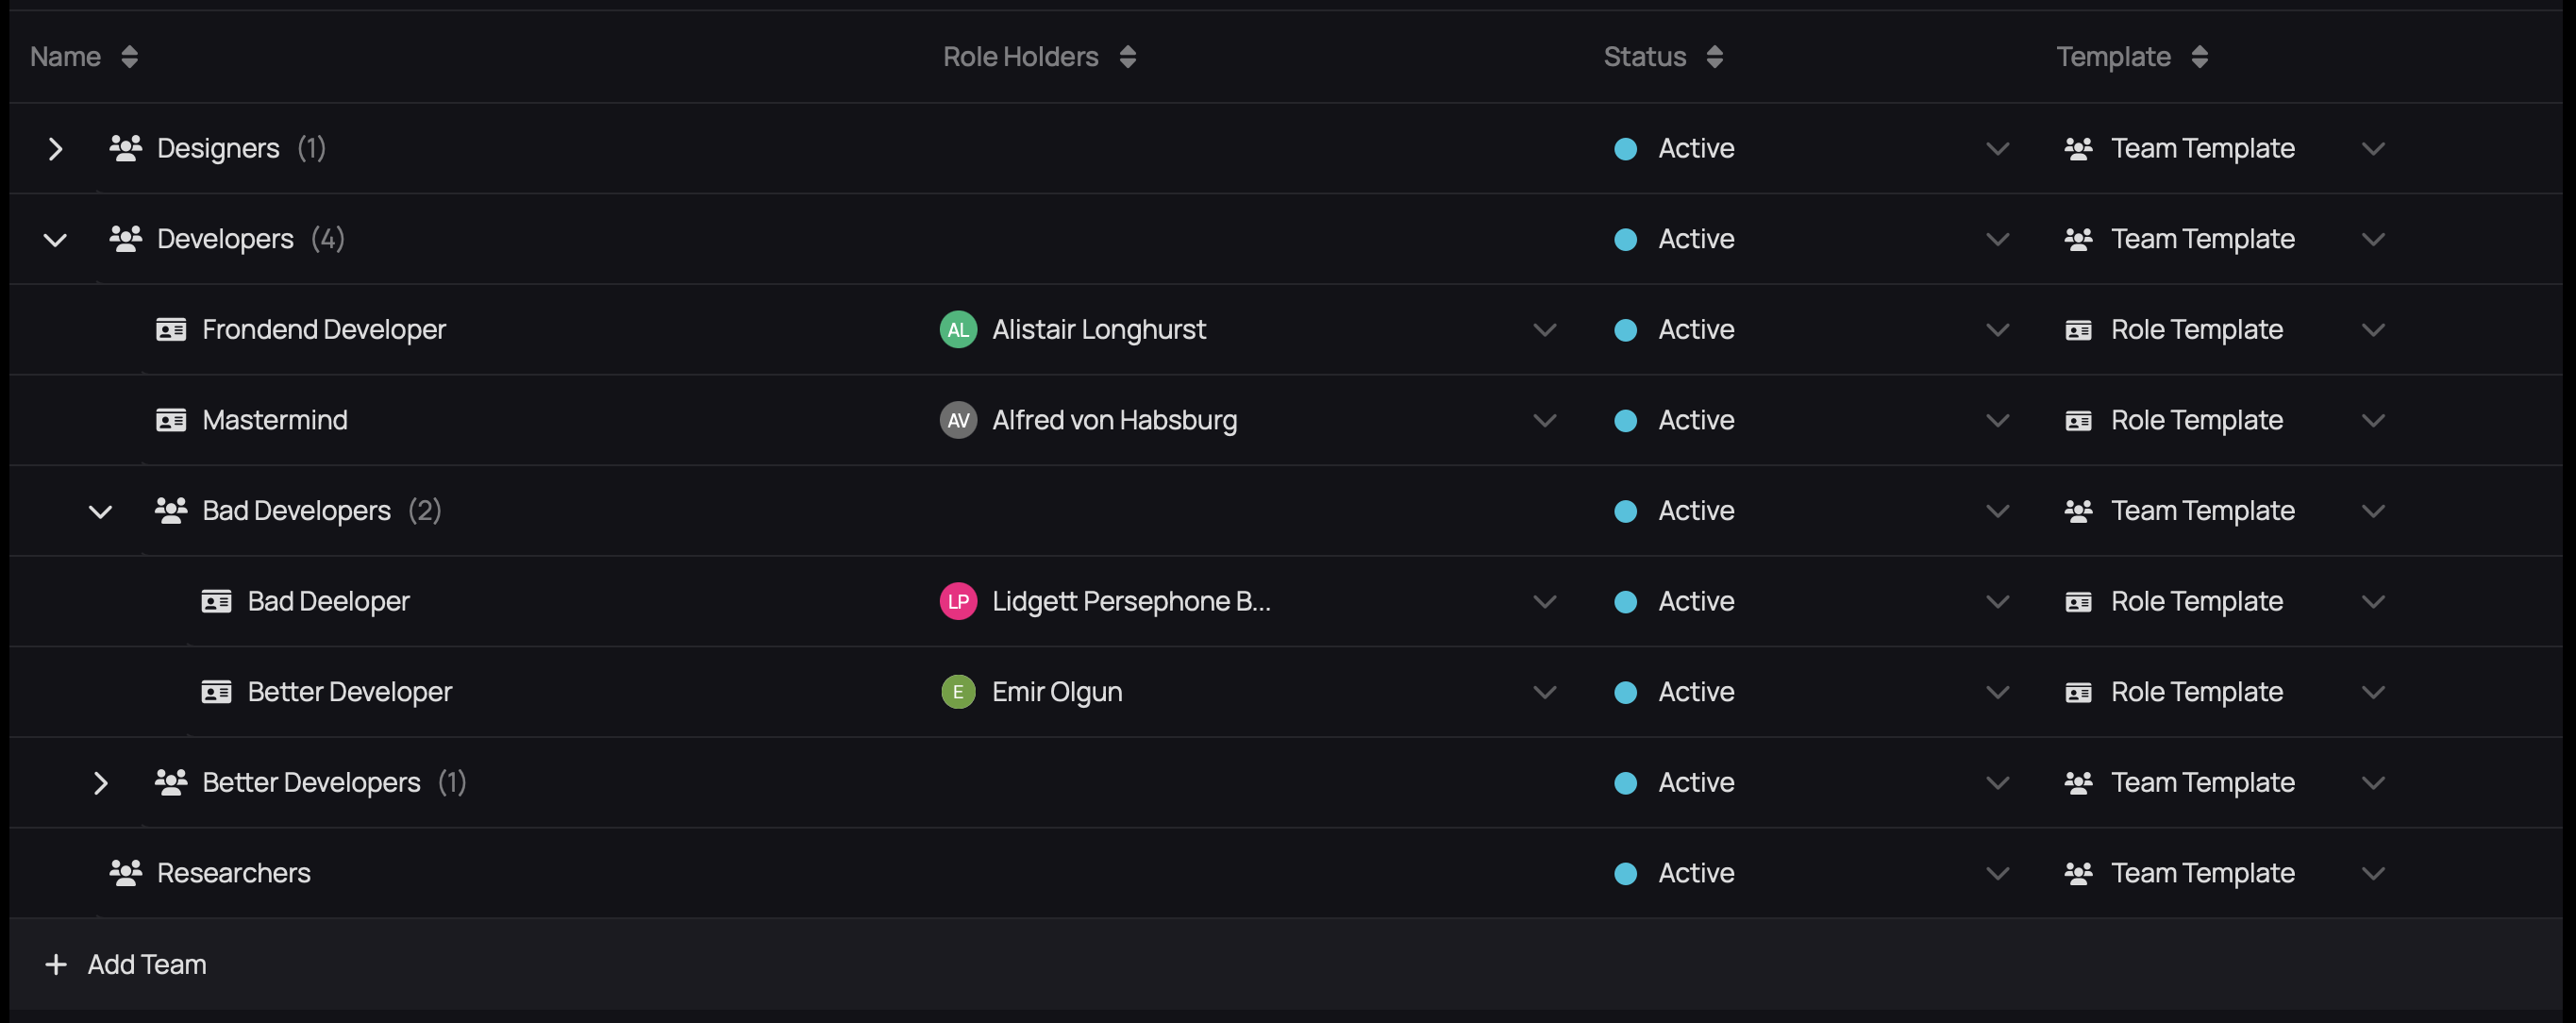 Name Role Holders Status Template
Designers (1) Active Team Template
Developers (4) Active Team Template
Frondend Developer AL Alistair Longhurst Active Role Template
Mastermind AV Alfred von Habsburg Active Role Template
Bad Developers (2) Active Team Template
Bad Deeloper LP Lidgett Persephone B... Active Role Template
Better Developer E Emir Olgun Active Role Template
Better Developers (1) Active Team Template
Researchers Active Team Template
+ Add Team